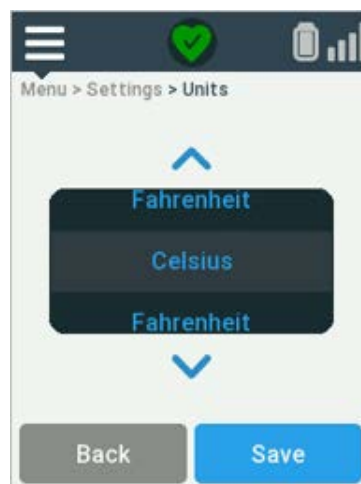 Menu > Settings > Units
Fahrenheit
Celsius
Fahrenheit
Back
Save